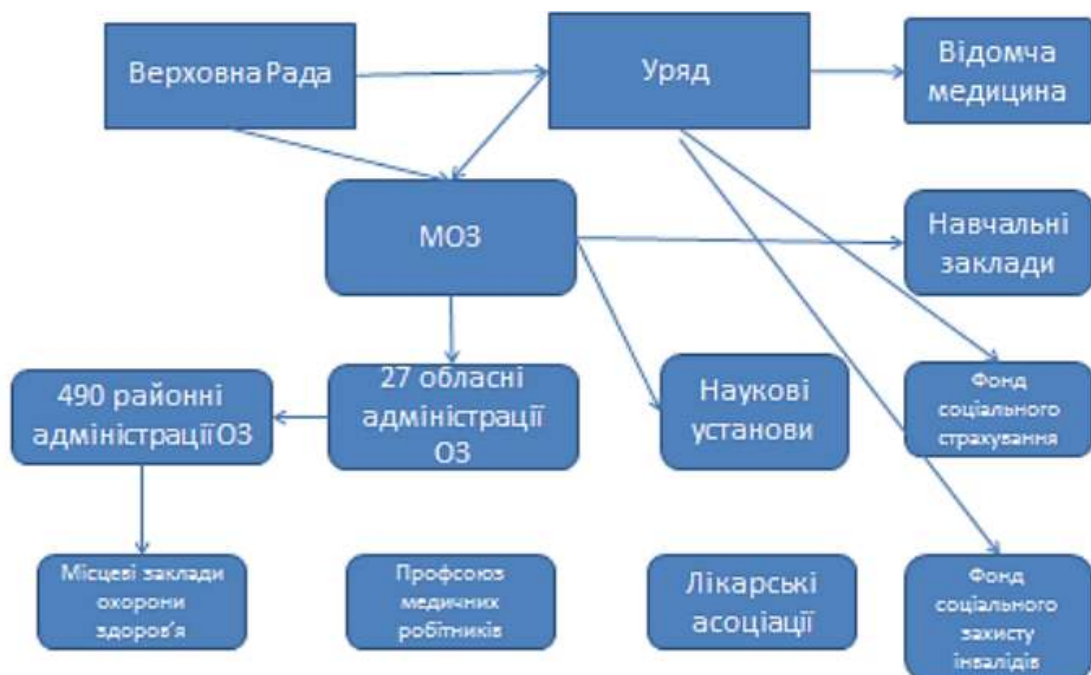 Верховна Рада
Уряд
Відомча
медицина
МОЗ
Навчальні
заклади
490 районні
адміністрації ОЗ
27 обласні
адміністрації
ОЗ
Наукові
установи
Фонд
соціального
страхування
Місцеві заклади
охорони
здоров'я
Профсоюз
медичних
робітників
Лікарські
асоціації
Фонд
соціального
захисту
інвалідів